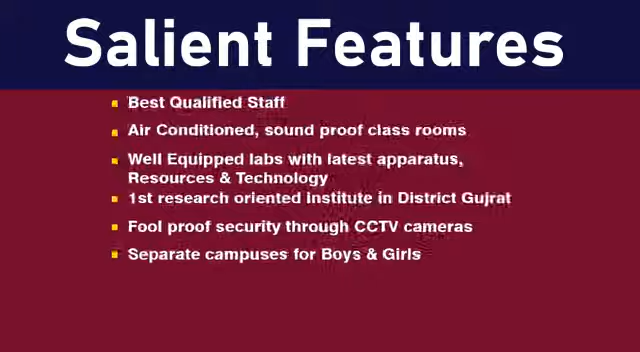 Salient Features
Best Qualified Staff
Air Conditioned, sound proof class rooms
Well Equipped labs with latest apparatus,
Resources & Technology
1st research oriented Institute in District Gujrat
Fool proof security through CCTV cameras
Separate campuses for Boys & Girls